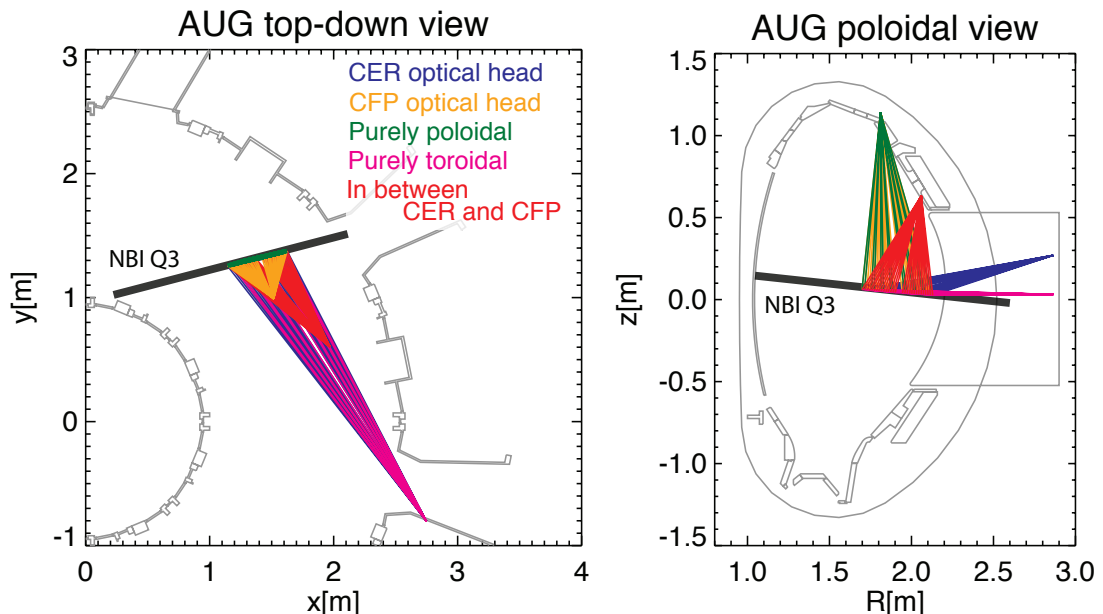 AUG top-down view
3
2
1
0
-1
y[m]
0
1
2
3
4
x[m]
CER optical head
CFP optical head
Purely poloidal
Purely toroidal
In between
CER and CFP
NBI Q3
AUG poloidal view
1.5
1.0
0.5
0.0
-0.5
-1.0
-1.5
z[m]
1.0
1.5
2.0
2.5
3.0
R[m]
NBI Q3